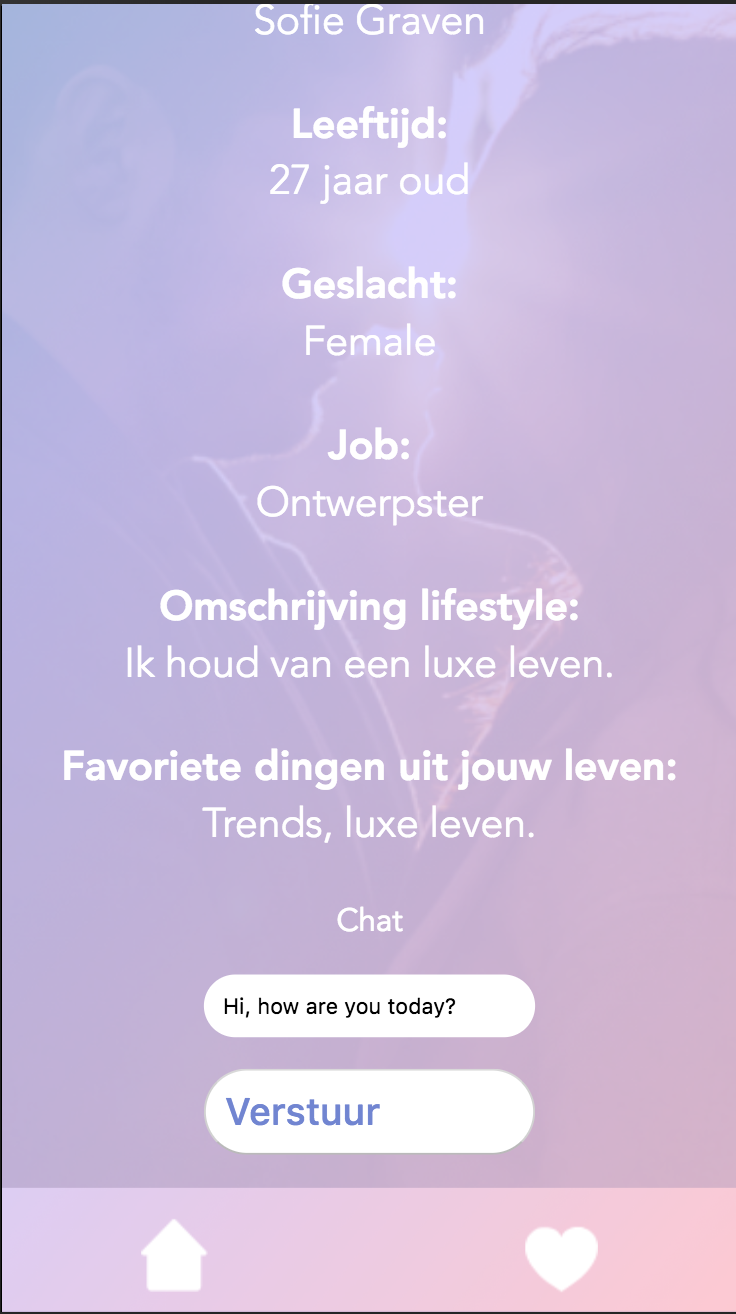 Sofie Graven
Leeftijd:
27 jaar oud
Geslacht:
Female
Job:
Ontwerpster
Omschrijving lifestyle:
Ik houd van een luxe leven.
Favoriete dingen uit jouw leven:
Trends, luxe leven.
Chat
Hi, how are you today?
Verstuur